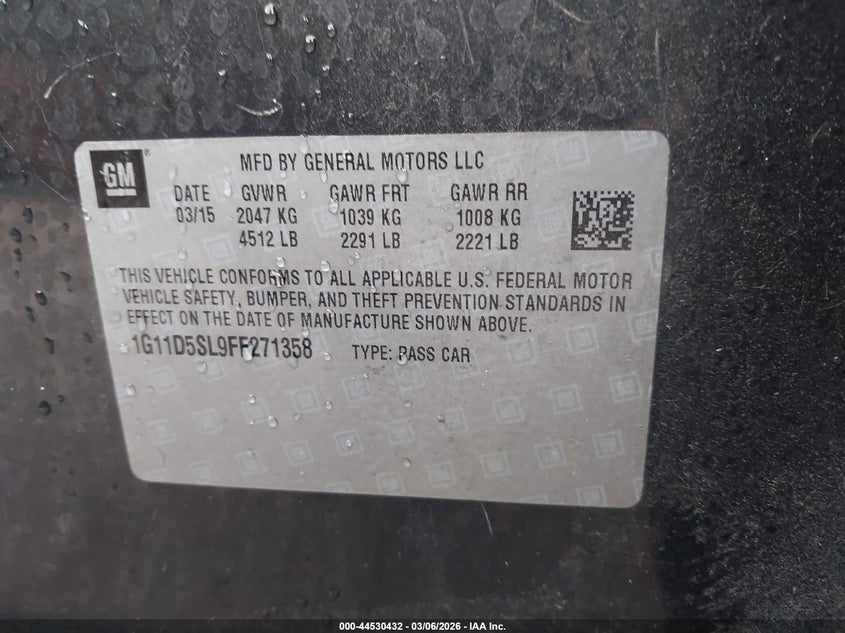 GM
MFD BY GENERAL MOTORS LLC
DATE GVWR GAWR FRT GAWR RR
03/15 2047 KG 1039 KG 1008 KG
4512 LB 2291 LB 2221 LB
THIS VEHICLE CONFORMS TO ALL APPLICABLE U.S. FEDERAL MOTOR
VEHICLE SAFETY, BUMPER, AND THEFT PREVENTION STANDARDS IN
EFFECT ON THE DATE OF MANUFACTURE SHOWN ABOVE.
1G11D5SL9FF271358 TYPE: PASS CAR
000-44530432 - 03/06/2026 - IAA Inc.